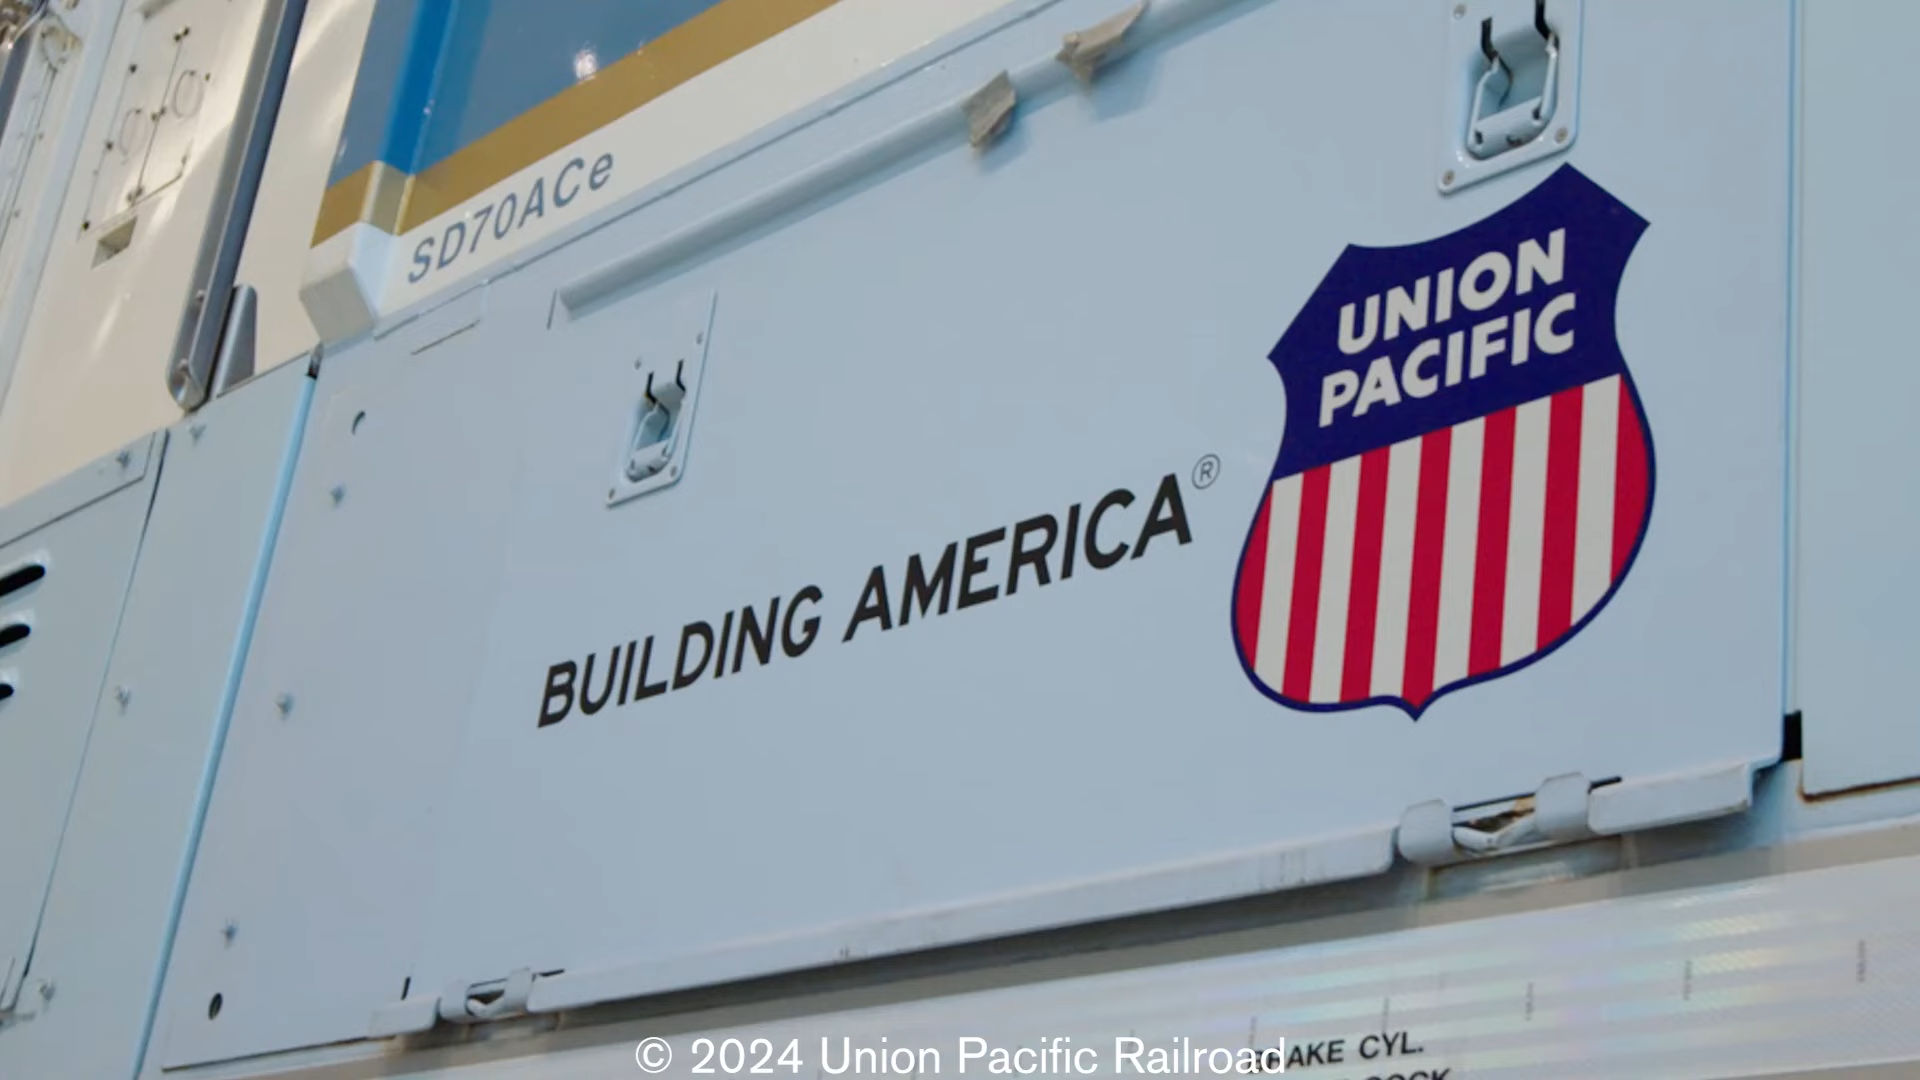 SD70ACe
UNION
PACIFIC
BUILDING AMERICA®
CYL.
© 2024 Union Pacific Railroad